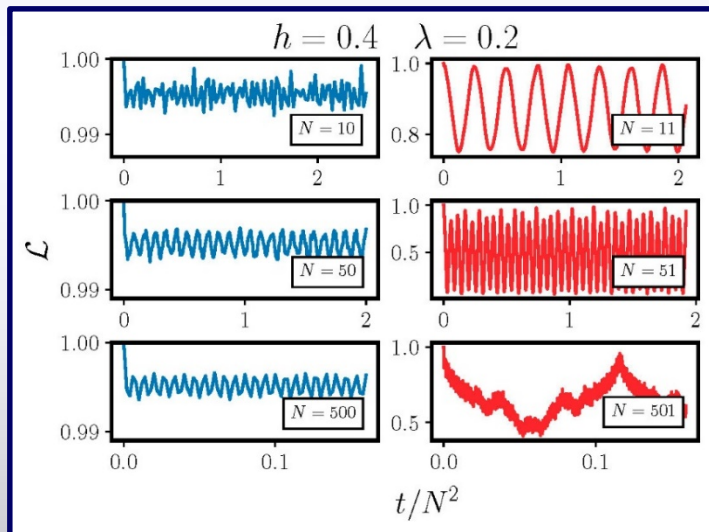 h = 0.4 λ = 0.2
1.00
0.99
N = 10
0 1 2
1.0
0.8
N = 11
0 1 2
ℒ
1.00
0.99
N = 50
0 1 2
1.0
0.5
N = 51
0 1 2
1.00
0.99
N = 500
0.0 0.1
1.0
0.5
N = 501
0.0 0.1
t/N²